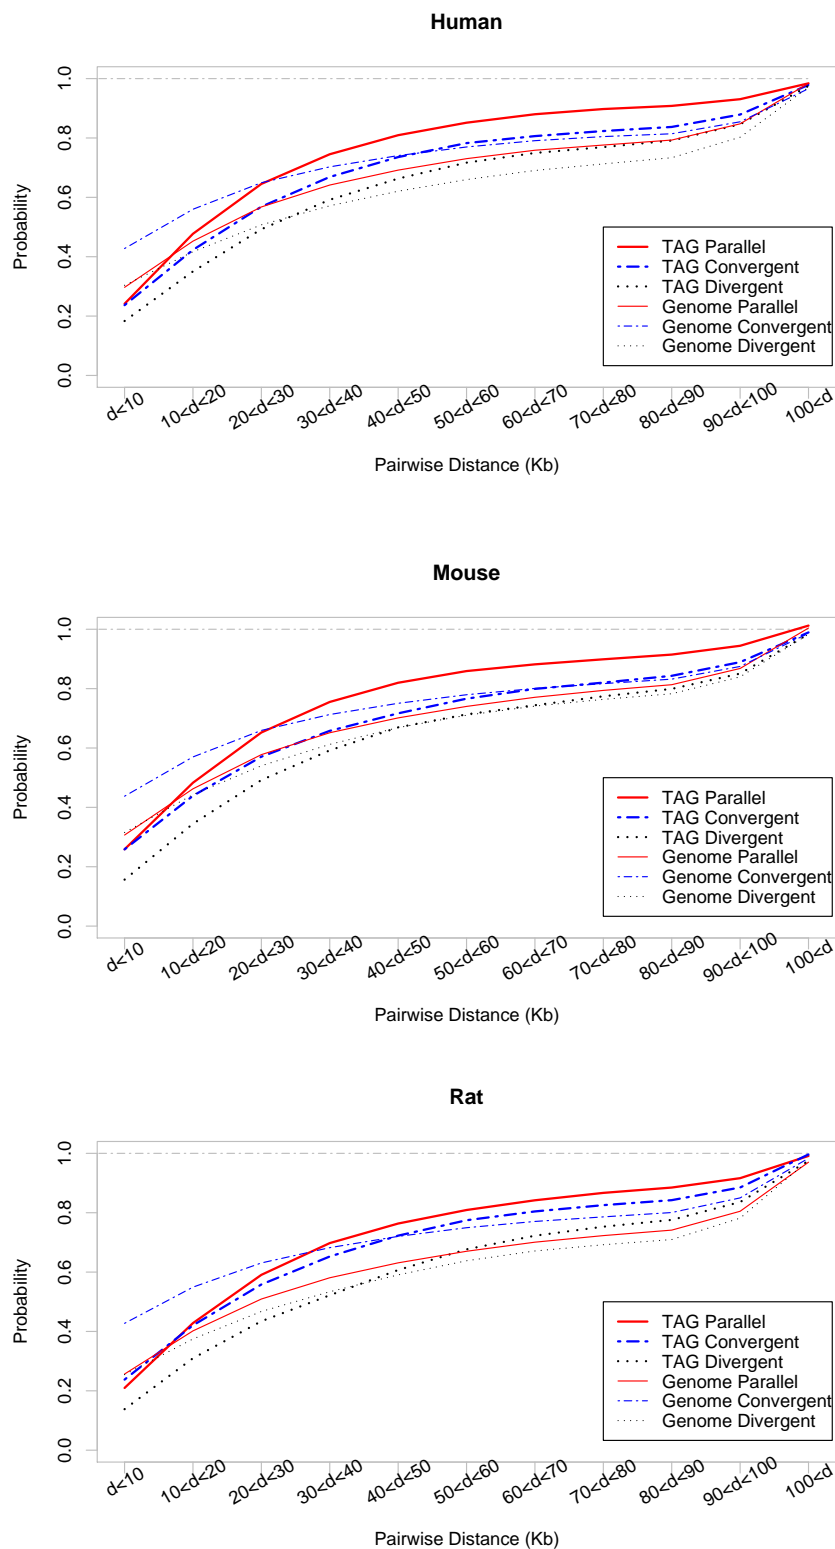 Human
1.0
0.8
0.6
0.4
0.2
0.0
Probability
TAG Parallel
TAG Convergent
TAG Divergent
Genome Parallel
Genome Convergent
Genome Divergent
d<10
10<d<20
20<d<30
30<d<40
40<d<50
50<d<60
60<d<70
70<d<80
80<d<90
90<d<100
100<d
Pairwise Distance (Kb)
Mouse
1.0
0.8
0.6
0.4
0.2
0.0
Probability
TAG Parallel
TAG Convergent
TAG Divergent
Genome Parallel
Genome Convergent
Genome Divergent
d<10
10<d<20
20<d<30
30<d<40
40<d<50
50<d<60
60<d<70
70<d<80
80<d<90
90<d<100
100<d
Pairwise Distance (Kb)
Rat
1.0
0.8
0.6
0.4
0.2
0.0
Probability
TAG Parallel
TAG Convergent
TAG Divergent
Genome Parallel
Genome Convergent
Genome Divergent
d<10
10<d<20
20<d<30
30<d<40
40<d<50
50<d<60
60<d<70
70<d<80
80<d<90
90<d<100
100<d
Pairwise Distance (Kb)